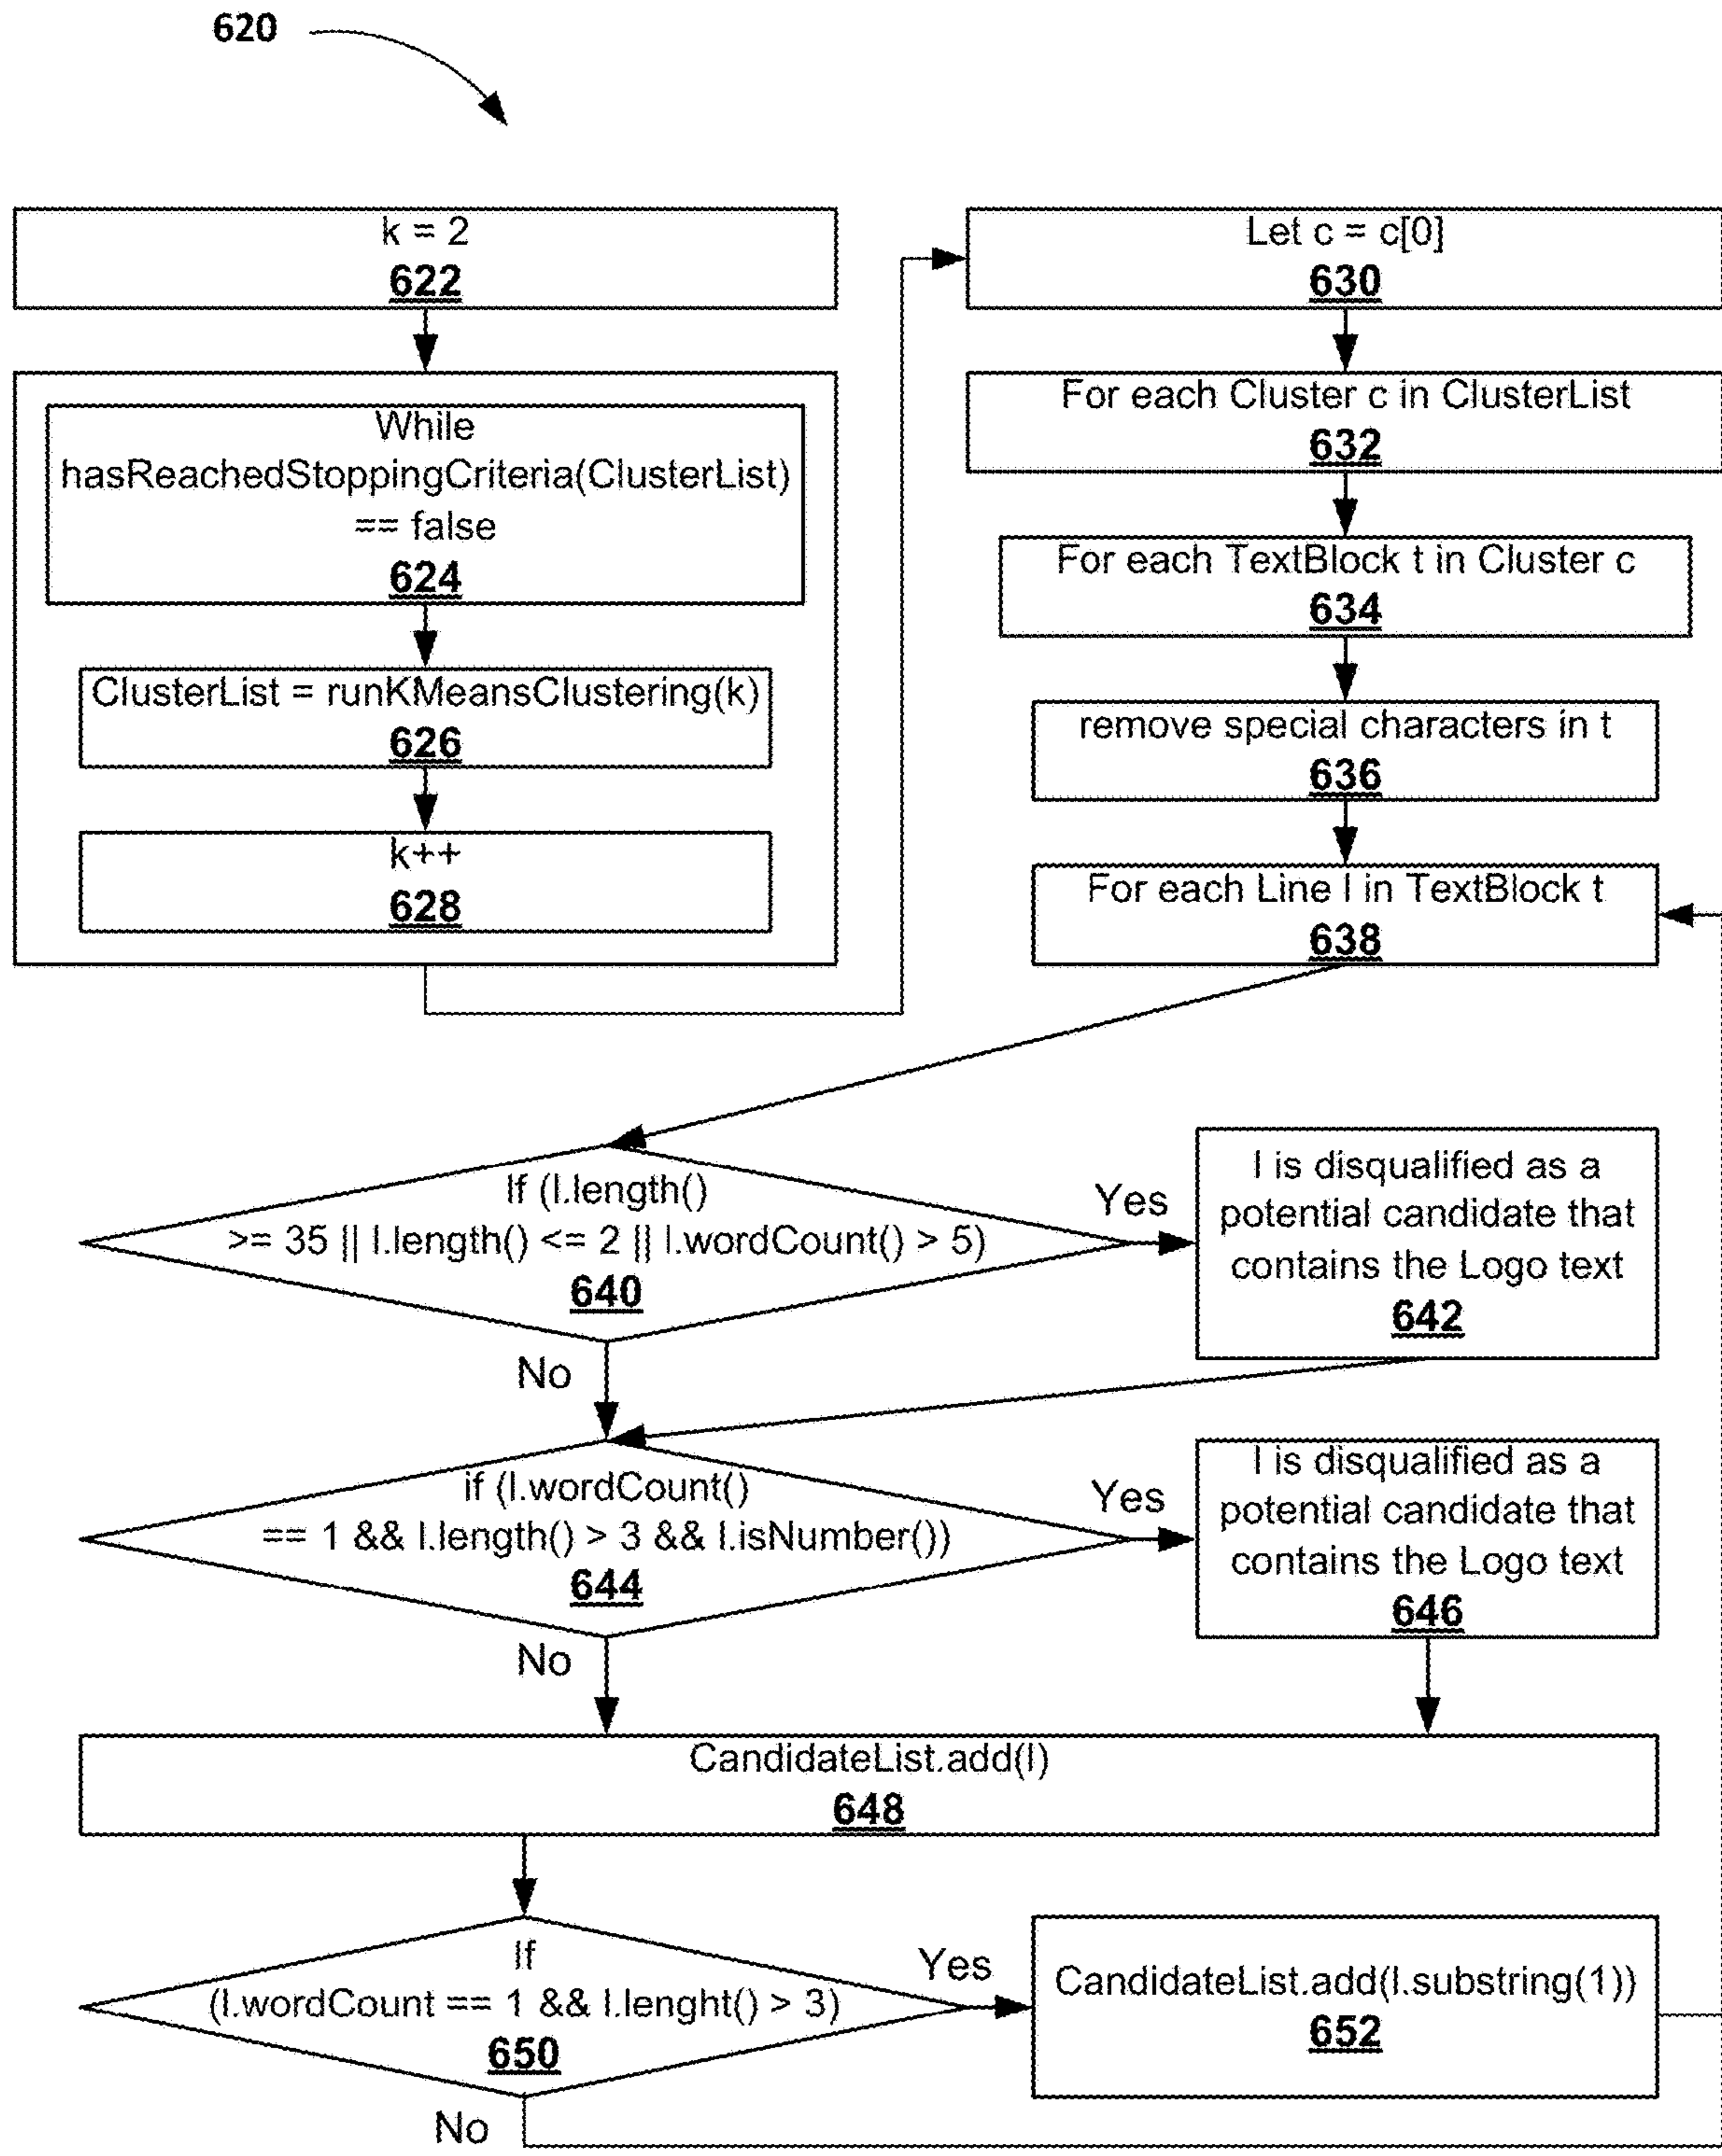 620
k = 2
622
While
hasReachedStoppingCriteria(ClusterList)
== false
624
ClusterList = runKMeansClustering(k)
626
k++
628
Let c = c[0]
630
For each Cluster c in ClusterList
632
For each TextBlock t in Cluster c
634
remove special characters in t
636
For each Line l in TextBlock t
638
If (l.length()
>= 35 || l.length() <= 2 || l.wordCount() > 5)
640
Yes
No
l is disqualified as a
potential candidate that
contains the Logo text
642
if (l.wordCount()
== 1 && l.length() > 3 && l.isNumber())
644
Yes
No
l is disqualified as a
potential candidate that
contains the Logo text
646
CandidateList.add(l)
648
If
(l.wordCount == 1 && l.lenght() > 3)
650
Yes
No
CandidateList.add(l.substring(1))
652